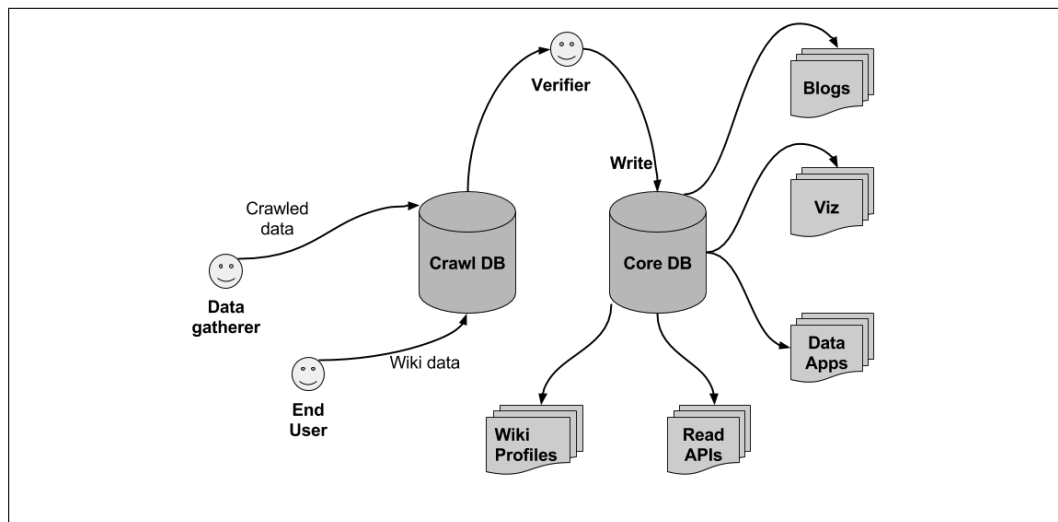 Verifier
Blogs
Write
Viz
Crawled
data
Crawl DB
Core DB
Data
gatherer
Wiki data
Data
Apps
End
User
Wiki
Profiles
Read
APIs